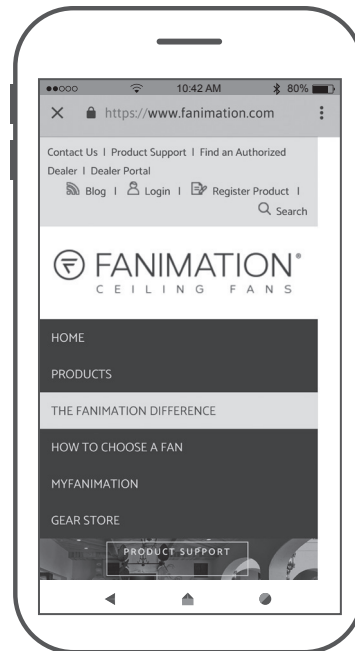 10:42 AM 80%
https://www.fanimation.com
Contact Us | Product Support | Find an Authorized
Dealer | Dealer Portal
Blog | Login | Register Product |
Search
FANIMATION®
CEILING FANS
HOME
PRODUCTS
THE FANIMATION DIFFERENCE
HOW TO CHOOSE A FAN
MYFANIMATION
GEAR STORE
PRODUCT SUPPORT